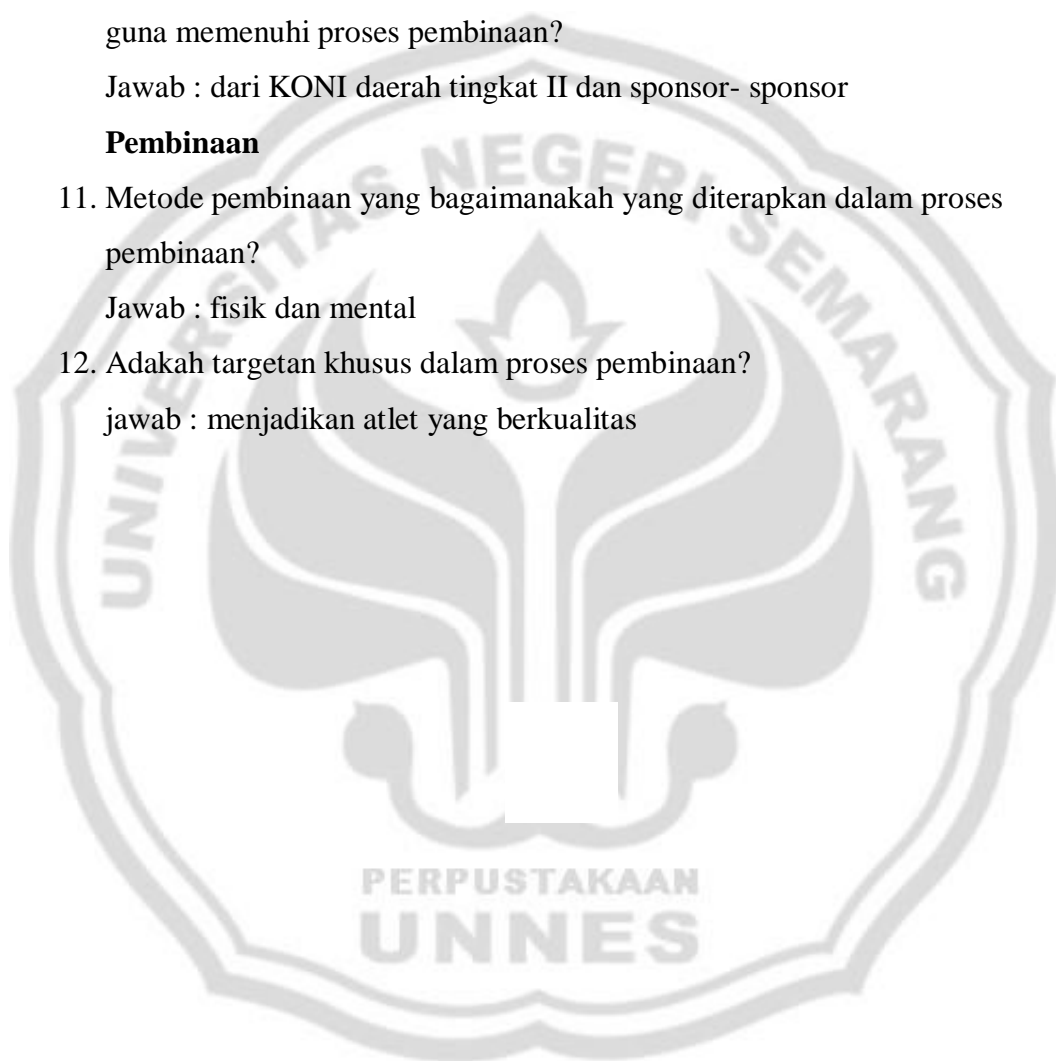 guna memenuhi proses pembinaan?
Jawab : dari KONI daerah tingkat II dan sponsor- sponsor
Pembinaan
11. Metode pembinaan yang bagaimanakah yang diterapkan dalam proses
pembinaan?
Jawab : fisik dan mental
12. Adakah targetan khusus dalam proses pembinaan?
jawab : menjadikan atlet yang berkualitas
UNIVERSITAS NEGERI SEMARANG
PERPUSTAKAAN
UNNES